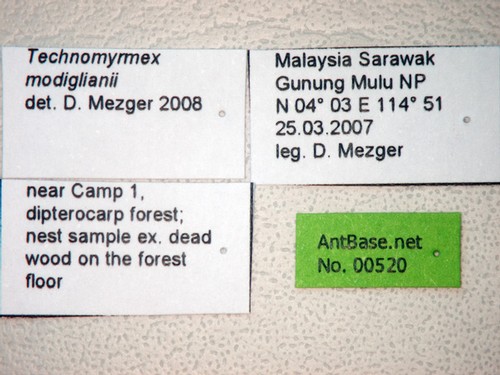 Technomyrmex
modiglianii
det. D. Mezger 2008
Malaysia Sarawak
Gunung Mulu NP
N 04° 03 E 114° 51
25.03.2007
leg. D. Mezger
near Camp 1,
dipterocarp forest;
nest sample ex. dead
wood on the forest
floor
AntBase.net
No. 00520